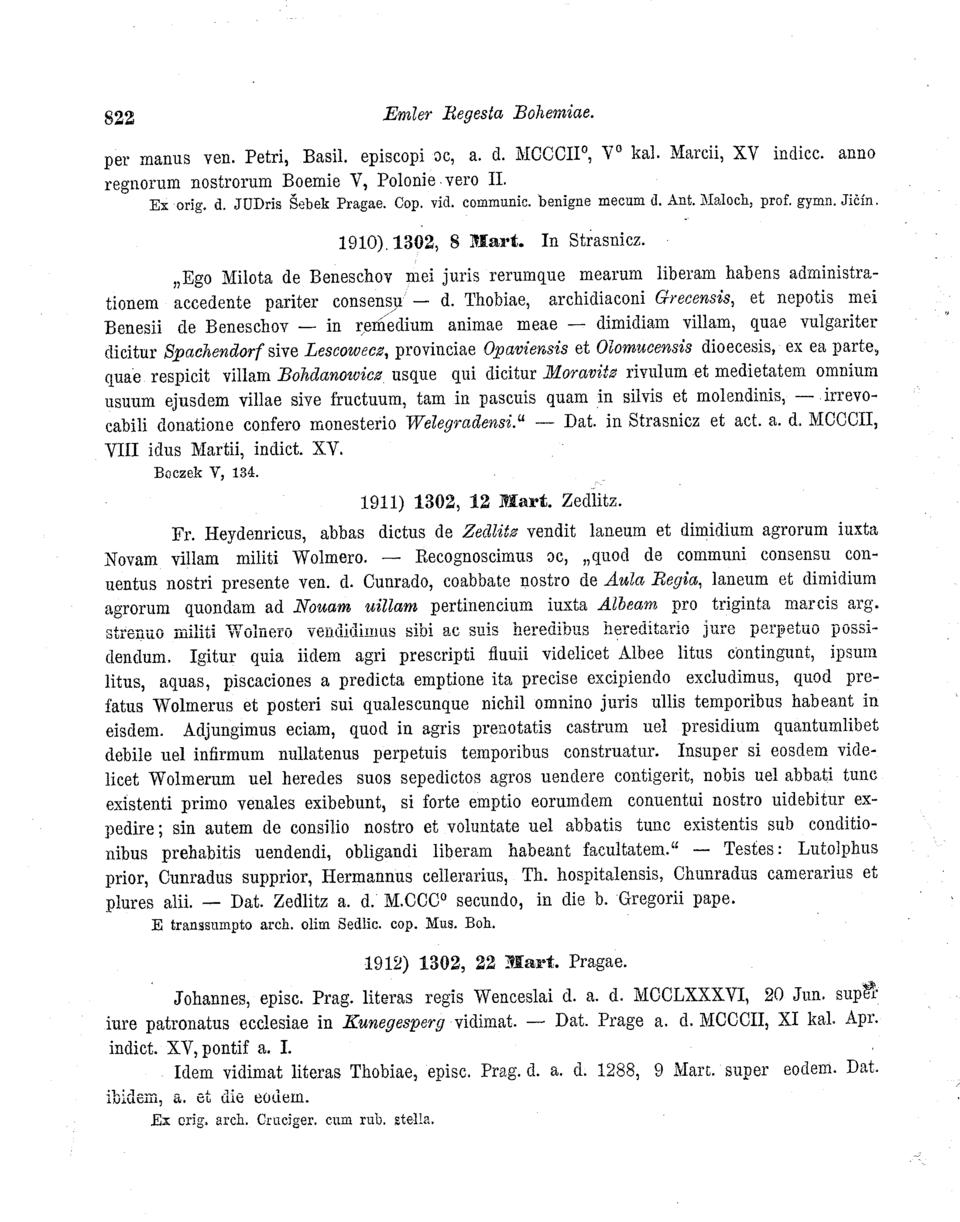 822 Emler Regesta Bohemiae.
per manus ven. Petri, Basil. episcopi ɔc, a. d. MCCCII⁰, V⁰ kal. Marcii, XV indicc. anno
regnorum nostrorum Boemie V, Polonie vero II.
Ex orig. d. JUDris Šebek Pragae. Cop. vid. communic. benigne mecum d. Ant. Maloch, prof. gymn. Jičín.
1910) 1302, 8 Mart. In Strasnicz.
„Ego Milota de Beneschov mei juris rerumque mearum liberam habens administra-
tionem accedente pariter consensu — d. Thobiae, archidiaconi Grecensis, et nepotis mei
Benesii de Beneschov — in remedium animae meae — dimidiam villam, quae vulgariter
dicitur Spachendorf sive Lescowecz, provinciae Opaviensis et Olomucensis dioecesis, ex ea parte,
quae respicit villam Bohdanowicz usque qui dicitur Moravitz rivulum et medietatem omnium
usuum ejusdem villae sive fructuum, tam in pascuis quam in silvis et molendinis, — irrevo-
cabili donatione confero monesterio Welegradensi.“ — Dat. in Strasnicz et act. a. d. MCCCII,
VIII idus Martii, indict. XV.
Boczek V, 134.
1911) 1302, 12 Mart. Zedlitz.
Fr. Heydenricus, abbas dictus de Zedlitz vendit laneum et dimidium agrorum iuxta
Novam villam militi Wolmero. — Recognoscimus ɔc, „quod de communi consensu con-
uentus nostri presente ven. d. Cunrado, coabbate nostro de Aula Regia, laneum et dimidium
agrorum quondam ad Nouam uillam pertinencium iuxta Albeam pro triginta marcis arg.
strenuo militi Wolnero vendidimus sibi ac suis heredibus hereditario jure perpetuo possi-
dendum. Igitur quia iidem agri prescripti fluuii videlicet Albee litus contingunt, ipsum
litus, aquas, piscaciones a predicta emptione ita precise excipiendo excludimus, quod pre-
fatus Wolmerus et posteri sui qualescunque nichil omnino juris ullis temporibus habeant in
eisdem. Adjungimus eciam, quod in agris prenotatis castrum uel presidium quantumlibet
debile uel infirmum nullatenus perpetuis temporibus construatur. Insuper si eosdem vide-
licet Wolmerum uel heredes suos sepedictos agros uendere contigerit, nobis uel abbati tunc
existenti primo venales exibebunt, si forte emptio eorumdem conuentui nostro uidebitur ex-
pedire; sin autem de consilio nostro et voluntate uel abbatis tunc existentis sub conditio-
nibus prehabitis uendendi, obligandi liberam habeant facultatem.“ — Testes: Lutolphus
prior, Cunradus supprior, Hermannus cellerarius, Th. hospitalensis, Chunradus camerarius et
plures alii. — Dat. Zedlitz a. d. M.CCC⁰ secundo, in die b. Gregorii pape.
E transsumpto arch. olim Sedlic. cop. Mus. Boh.
1912) 1302, 22 Mart. Pragae.
Johannes, episc. Prag. literas regis Wenceslai d. a. d. MCCLXXXVI, 20 Jun. super
iure patronatus ecclesiae in Kunegesperg vidimat. — Dat. Prage a. d. MCCCII, XI kal. Apr.
indict. XV, pontif a. I.
Idem vidimat literas Thobiae, episc. Prag. d. a. d. 1288, 9 Mart. super eodem. Dat.
ibidem, a. et die eodem.
Ex orig. arch. Cruciger. cum rub. stella.